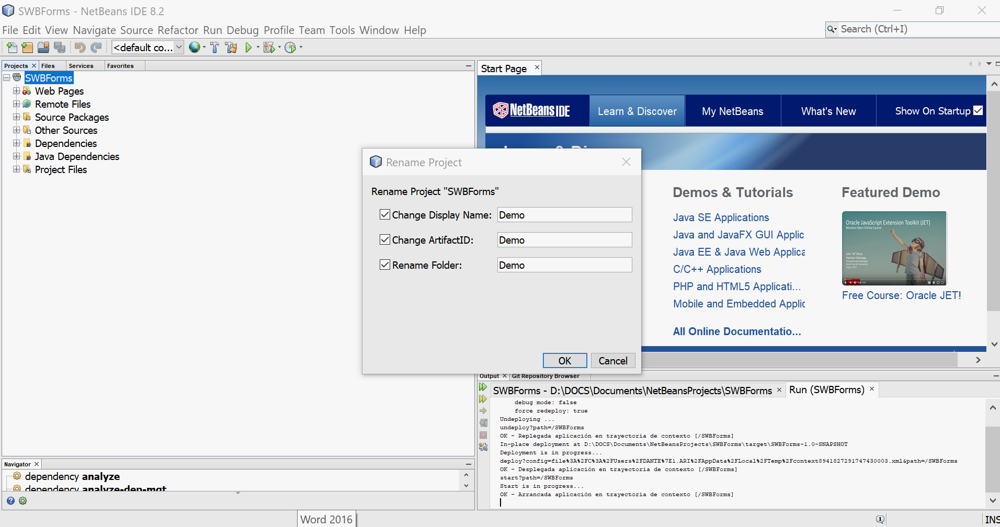 SWBForms - NetBeans IDE 8.2
File Edit View Navigate Source Refactor Run Debug Profile Team Tools Window Help
Search (Ctrl+I)
<default co...
Projects Files Services Favorites
SWBForms
Web Pages
Remote Files
Source Packages
Other Sources
Dependencies
Java Dependencies
Project Files
Start Page
NetBeans IDE
Learn & Discover
My NetBeans
What's New
Show On Startup
Rename Project
Rename Project "SWBForms"
Change Display Name: Demo
Change ArtifactID: Demo
Rename Folder: Demo
OK Cancel
Demos & Tutorials
Java SE Applications
Java and JavaFX GUI Applic
Java EE & Java Web Applica
C/C++ Applications
PHP and HTML5 Applicati...
Mobile and Embedded Applic
All Online Documentatio...
Featured Demo
Oracle JavaScript Extension Toolkit (JET)
Massive Open Online Course
Free Course: Oracle JET!
Output Git Repository Browser
SWBForms - D:\DOCS\Documents\NetBeansProjects\SWBForms
Run (SWBForms)
debug mode: false
force redeploy: true
Undeploying ...
undeploy?path=/SWBForms
OK - Replegada aplicación en trayectoria de contexto [/SWBForms]
In-place deployment at D:\DOCS\Documents\NetBeansProjects\SWBForms\target\SWBForms-1.0-SNAPSHOT
Deployment is in progress...
deploy?config=file%3A%2FC%3A%2FUsers%2FDANTE%7E1.ARI%2FAppData%2FLocal%2FTemp%2Fcontext8941827291747430003.xml&path=/SWBForms
OK - Desplegada aplicación en trayectoria de contexto [/SWBForms]
start?path=/SWBForms
Start is in progress...
OK - Arrancada aplicación en trayectoria de contexto [/SWBForms]
Navigator
dependency analyze
dependency analyze-dep-mgt
Word 2016
INS